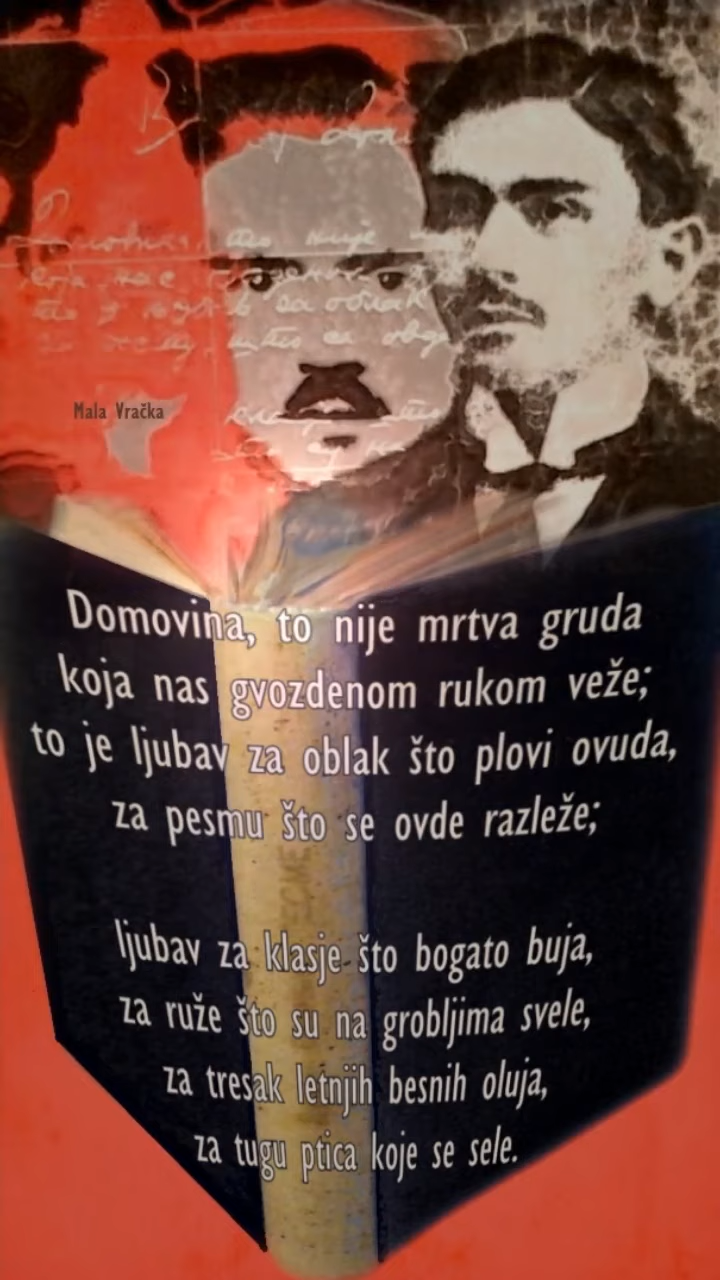 Mala Vračka
Domovina, to nije mrtva gruda
koja nas gvozdenom rukom veže;
to je ljubav za oblak što plovi ovuda,
za pesmu što se ovde razleže;
ljubav za klasje što bogato buja,
za ruže što su na grobljima svele,
za tresak letnjih besnih oluja,
za tugu ptica koje se sele.